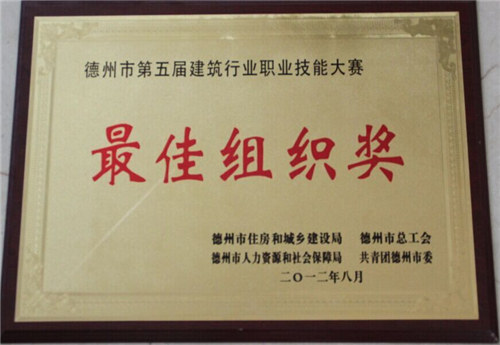 德州市第五届建筑行业职业技能大赛
最佳组织奖
德州市住房和城乡建设局 德州市总工会
德州市人力资源和社会保障局 共青团德州市委
二〇一二年八月